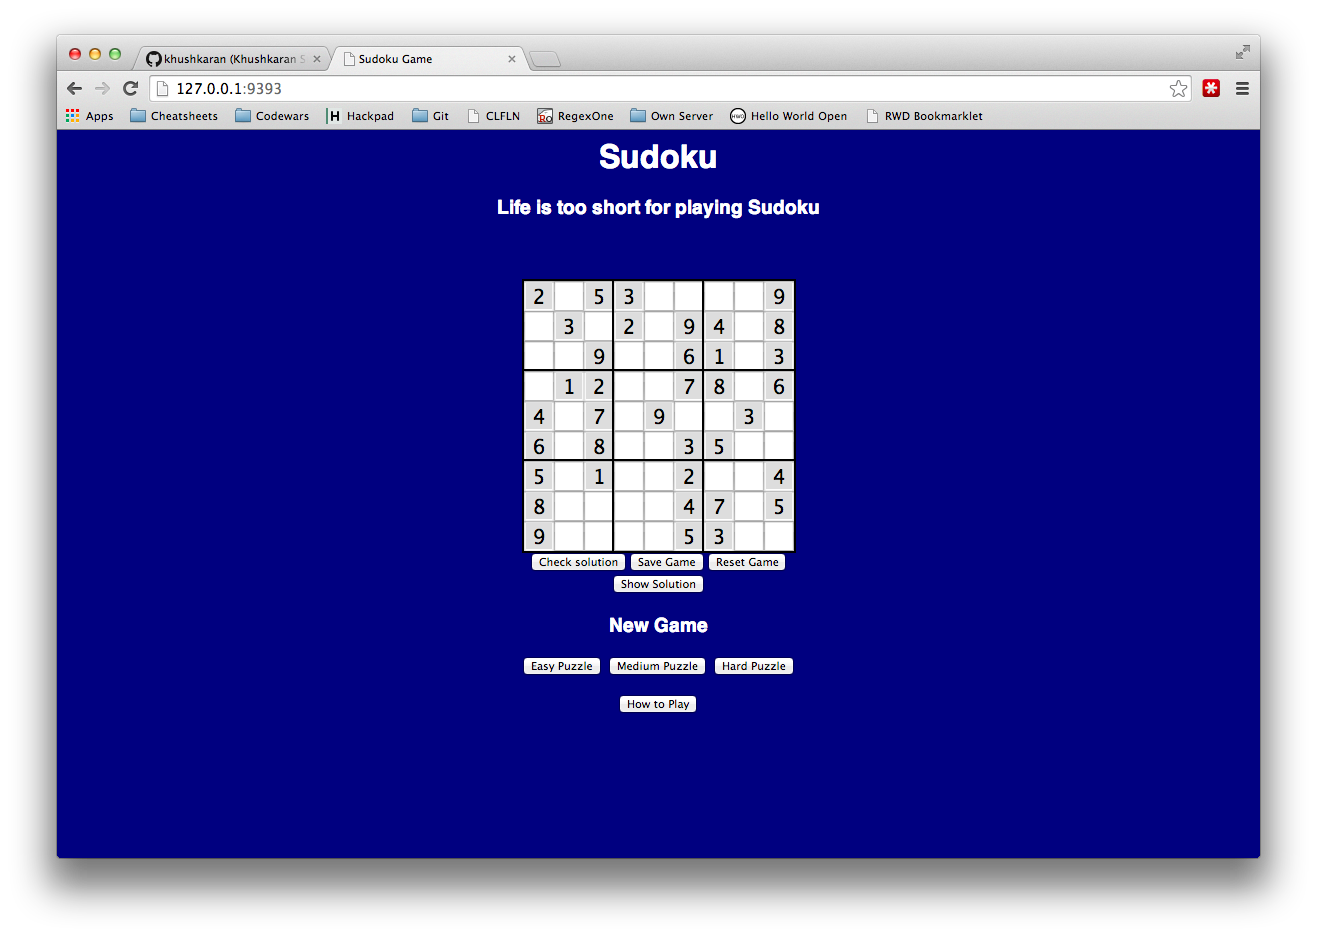 khushkaran (Khushkaran S
Sudoku Game
127.0.0.1:9393
Apps Cheatsheets Codewars H Hackpad Git CLFLN RegexOne Own Server Hello World Open RWD Bookmarklet
Sudoku
Life is too short for playing Sudoku
2 5 3 9
3 2 9 4 8
9 6 1 3
1 2 7 8 6
4 7 9 3
6 8 3 5
5 1 2 4
8 4 7 5
9 5 3
Check solution Save Game Reset Game
Show Solution
New Game
Easy Puzzle Medium Puzzle Hard Puzzle
How to Play